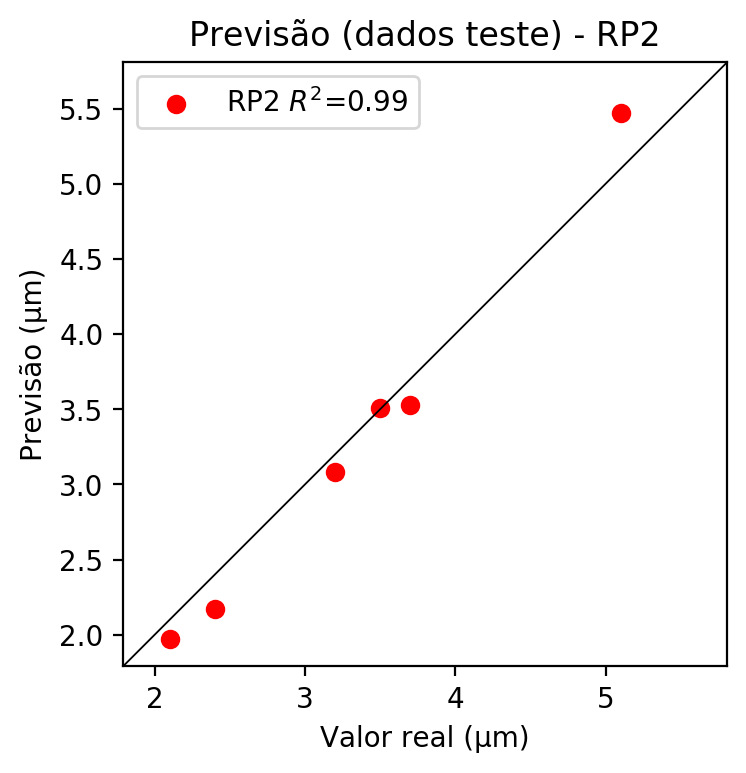 Previsão (dados teste) - RP2
RP2 R²=0.99
5.5
5.0
4.5
4.0
3.5
3.0
2.5
2.0
Previsão (μm)
2 3 4 5
Valor real (μm)